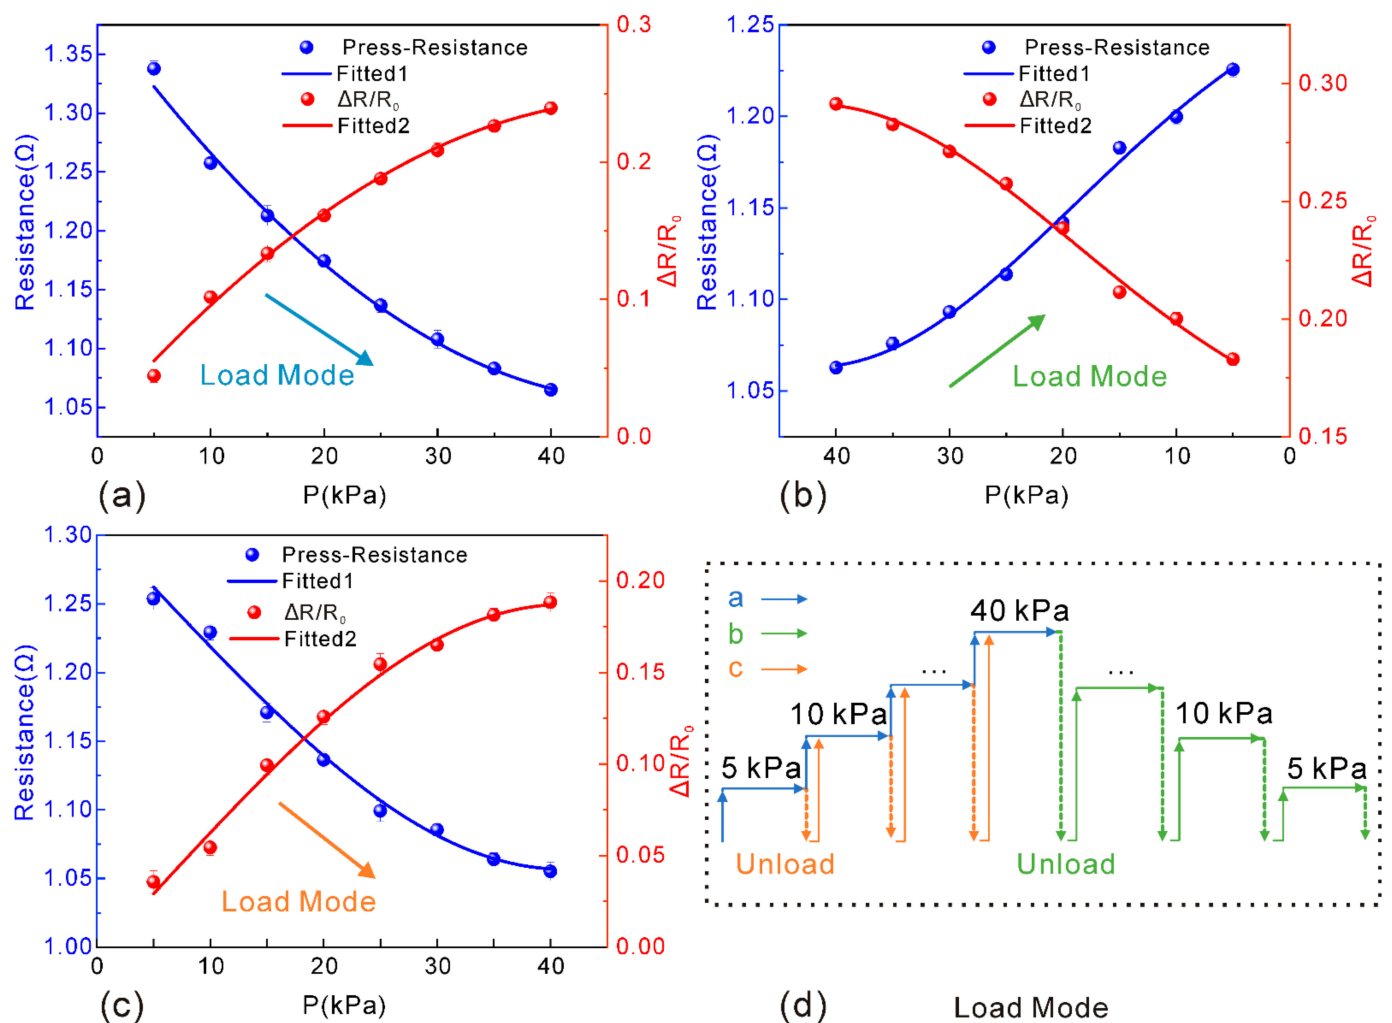 1.35
1.30
1.25
1.20
1.15
1.10
1.05
Resistance(Ω)
Press-Resistance
Fitted1
ΔR/R0
Fitted2
Load Mode
0.3
0.2
0.1
0.0
ΔR/R0
0 10 20 30 40
P(kPa)
(a)
1.25
1.20
1.15
1.10
1.05
Resistance(Ω)
Press-Resistance
Fitted1
ΔR/R0
Fitted2
Load Mode
0.30
0.25
0.20
0.15
ΔR/R0
40 30 20 10 0
P(kPa)
(b)
1.30
1.25
1.20
1.15
1.10
1.05
1.00
Resistance(Ω)
Press-Resistance
Fitted1
ΔR/R0
Fitted2
Load Mode
0.20
0.15
0.10
0.05
0.00
ΔR/R0
0 10 20 30 40
P(kPa)
(c)
a
b
c
5 kPa
10 kPa
...
40 kPa
...
10 kPa
5 kPa
Unload
Unload
(d)
Load Mode